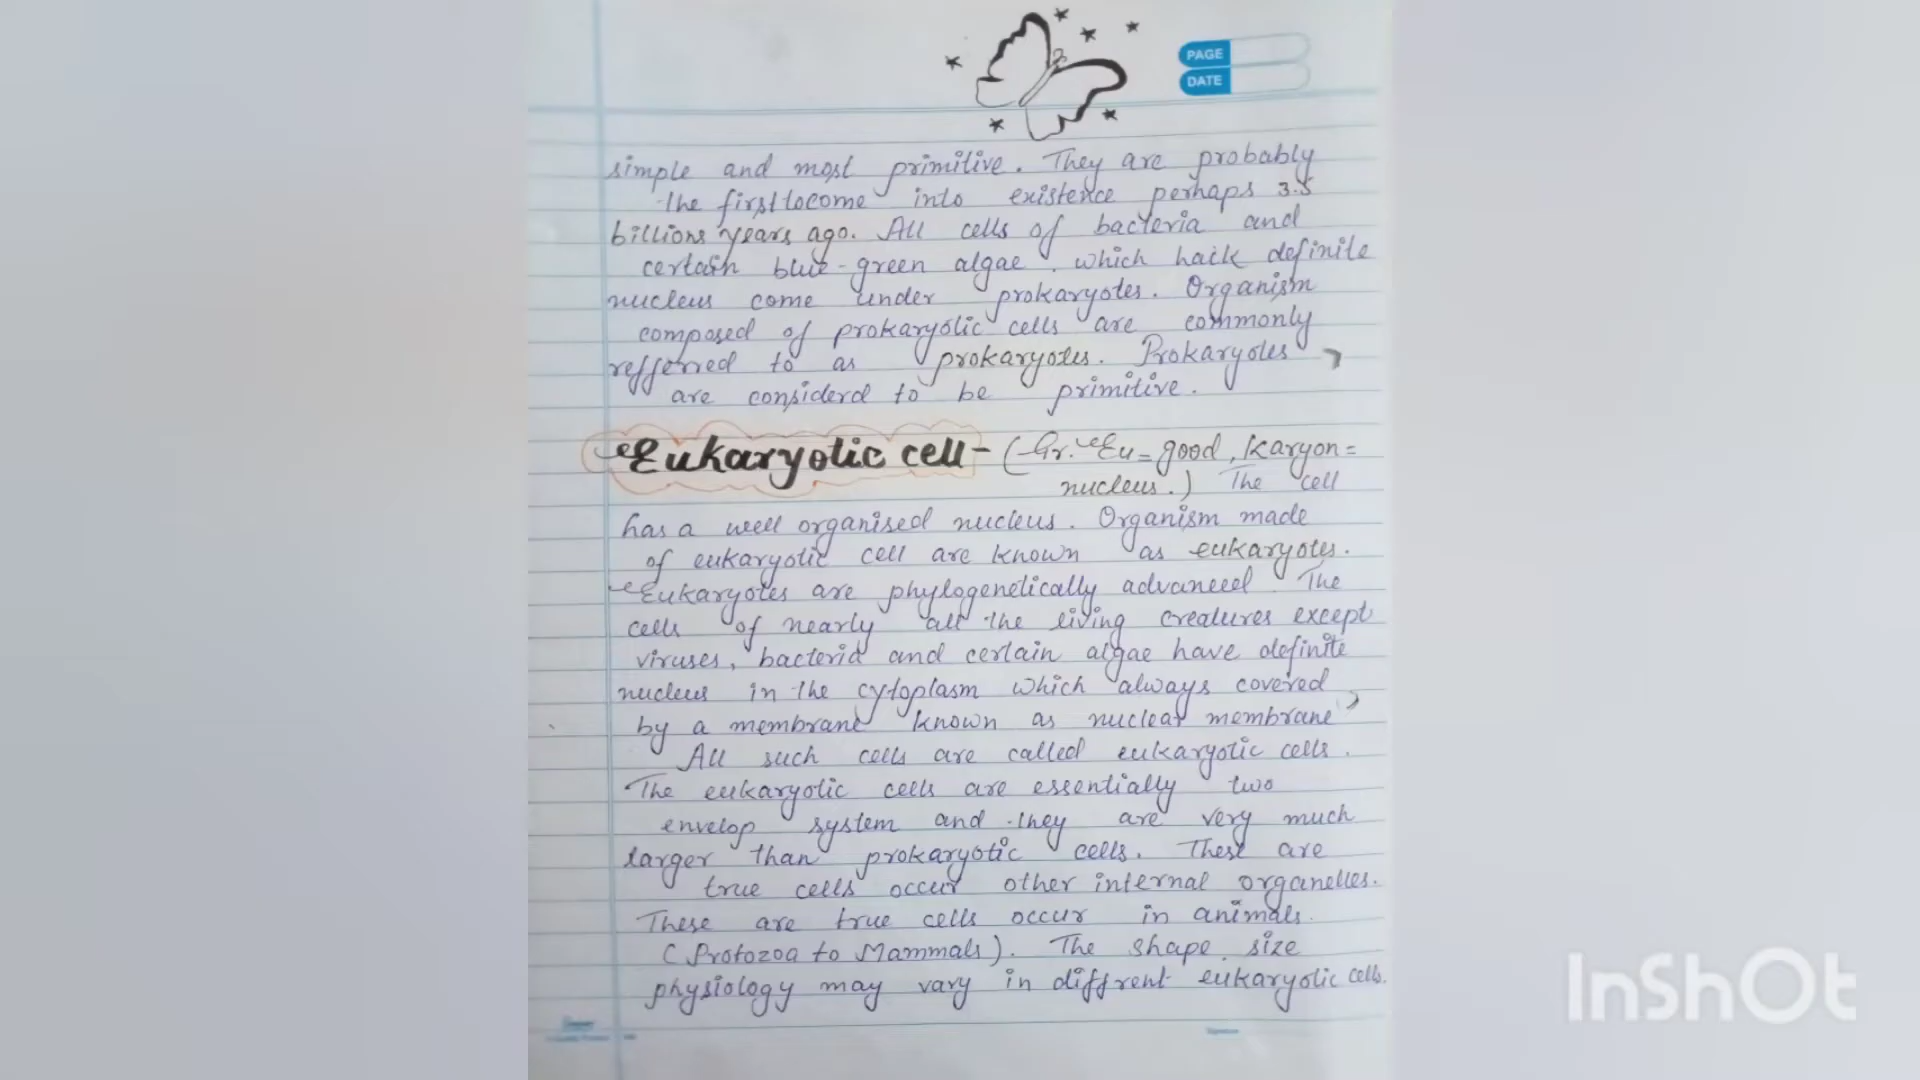 PAGE
DATE
simple and most primitive. They are probably
the first to come into existence perhaps 3.5
billions years ago. All cells of bacteria and
certain blue-green algae, which hack definite
nucleus come under prokaryotes. Organism
composed of prokaryotic cells are commonly
refferred to as prokaryotes. Prokaryotes
are considerd to be primitive.
Eukaryotic cell- (Gr. Eu = good, Karyon =
nucleus.) The cell
has a well organised nucleus. Organism made
of eukaryotic cell are known as eukaryotes.
Eukaryotes are phylogenetically advanceed The
cells of nearly all the living creatures except
viruses, bacteria and certain algae have definite
nucleus in the cytoplasm which always covered
by a membrane known as nuclear membrane
All such cells are called eukaryotic cells.
The eukaryotic cells are essentially two
envelop system and they are very much
larger than prokaryotic cells. These are
true cells occur other internal organelles.
These are true cells occur in animals.
(Protozoa to Mammals). The shape, size
physiology may vary in diffrent eukaryotic cells.
InShOt